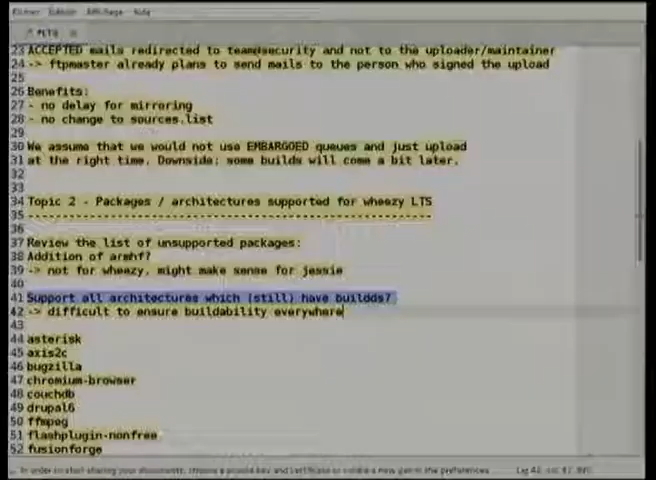 23 ACCEPTED mails redirected to team@security and not to the uploader/maintainer
24 -> ftpmaster already plans to send mails to the person who signed the upload
25
26 Benefits:
27 - no delay for mirroring
28 - no change to sources.list
29
30 We assume that we would not use EMBARGOED queues and just upload
31 at the right time. Downside: some builds will come a bit later.
32
33
34 Topic 2 - Packages / architectures supported for wheezy LTS
35 -----------------------------------------------------------
36
37 Review the list of unsupported packages:
38 Addition of armhf?
39 -> not for wheezy, might make sense for jessie
40
41 Support all architectures which (still) have buildds?
42 -> difficult to ensure buildability everywhere
43
44 asterisk
45 axis2c
46 bugzilla
47 chromium-browser
48 couchdb
49 drupal6
50 ffmpeg
51 flashplugin-nonfree
52 fusionforge